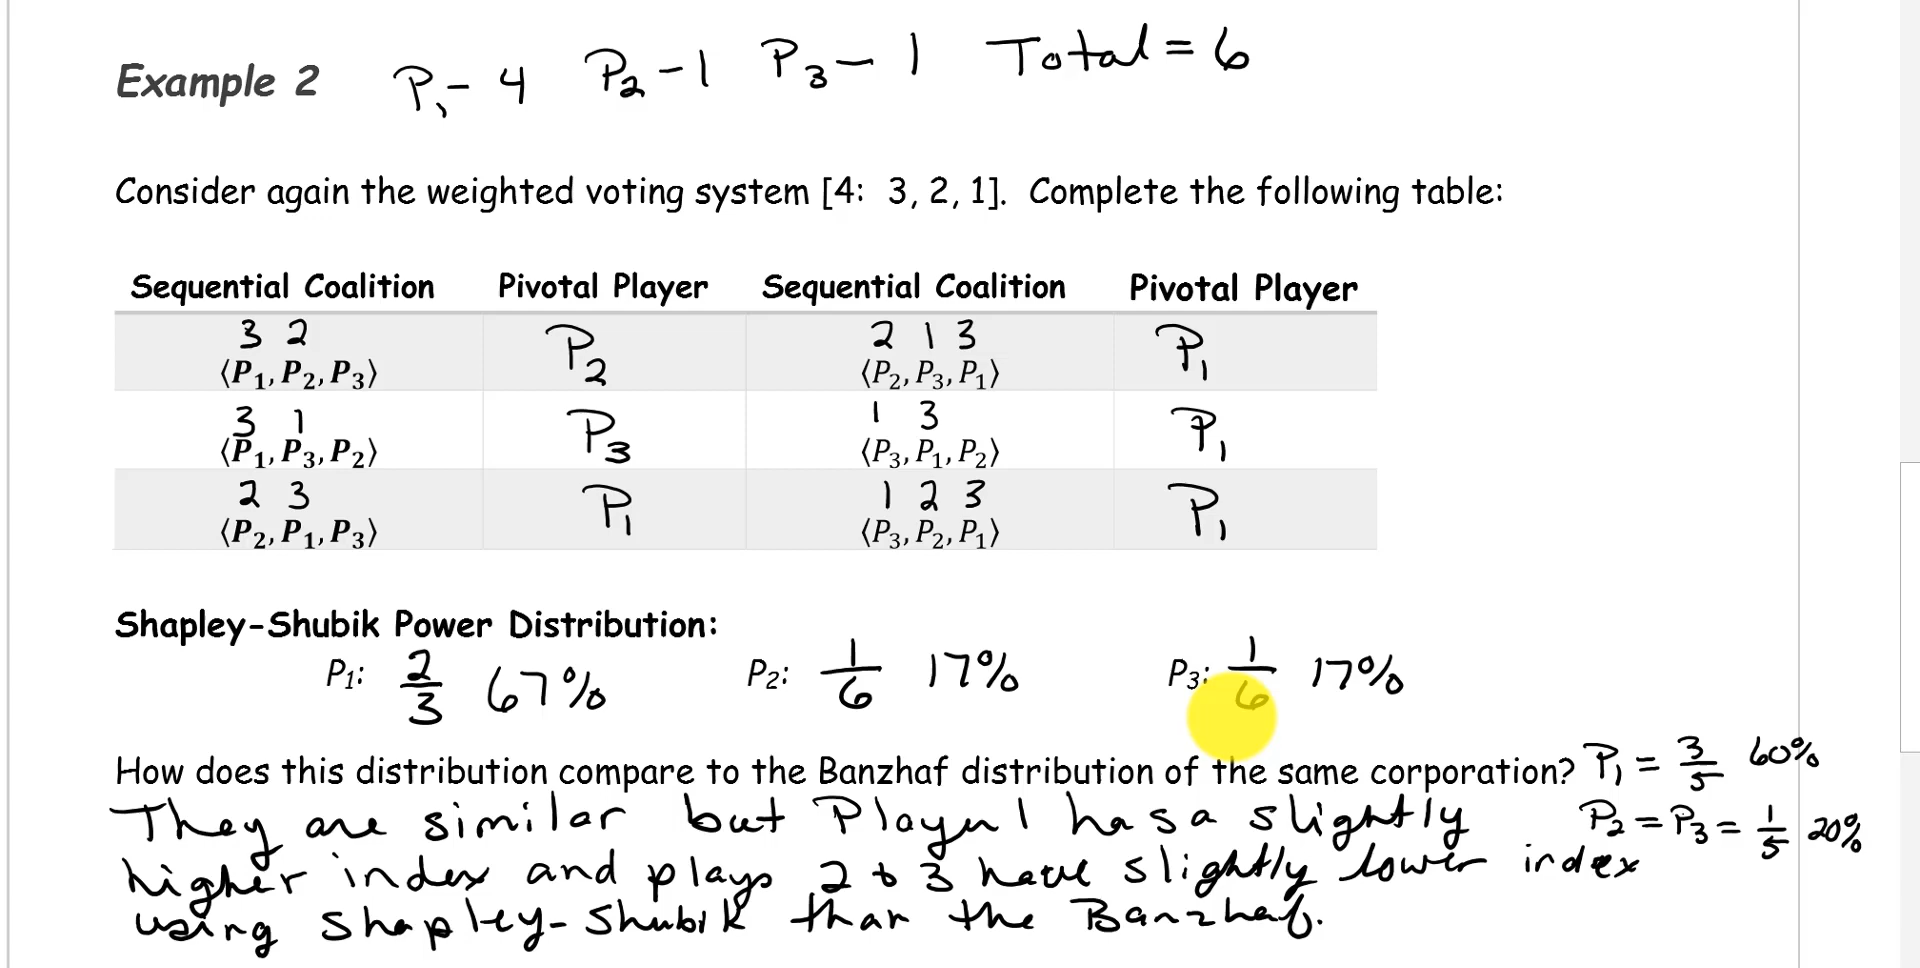 Example 2 P₁ - 4 P₂ - 1 P₃ - 1 Total = 6
Consider again the weighted voting system [4: 3, 2, 1]. Complete the following table:
Sequential Coalition Pivotal Player Sequential Coalition Pivotal Player
3 2 2 1 3
⟨P₁, P₂, P₃⟩ P₂ ⟨P₂, P₃, P₁⟩ P₁
3 1 1 3
⟨P₁, P₃, P₂⟩ P₃ ⟨P₃, P₁, P₂⟩ P₁
2 3 1 2 3
⟨P₂, P₁, P₃⟩ P₁ ⟨P₃, P₂, P₁⟩ P₁
Shapley-Shubik Power Distribution:
P₁: 2/3 67% P₂: 1/6 17% P₃: 1/6 17%
How does this distribution compare to the Banzhaf distribution of the same corporation? P₁ = 3/5 60%
P₂ = P₃ = 1/5 20%
They are similar but Player 1 has a slightly
higher index and plays 2 & 3 have slightly lower index
using Shapley-Shubik than the Banzhaf.